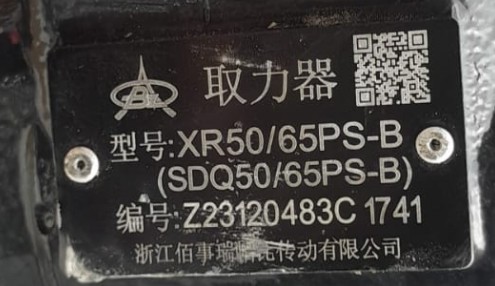 取力器
型号:XR50/65PS-B
(SDQ50/65PS-B)
编号:Z23120483C 1741
浙江佰事瑞 传动有限公司